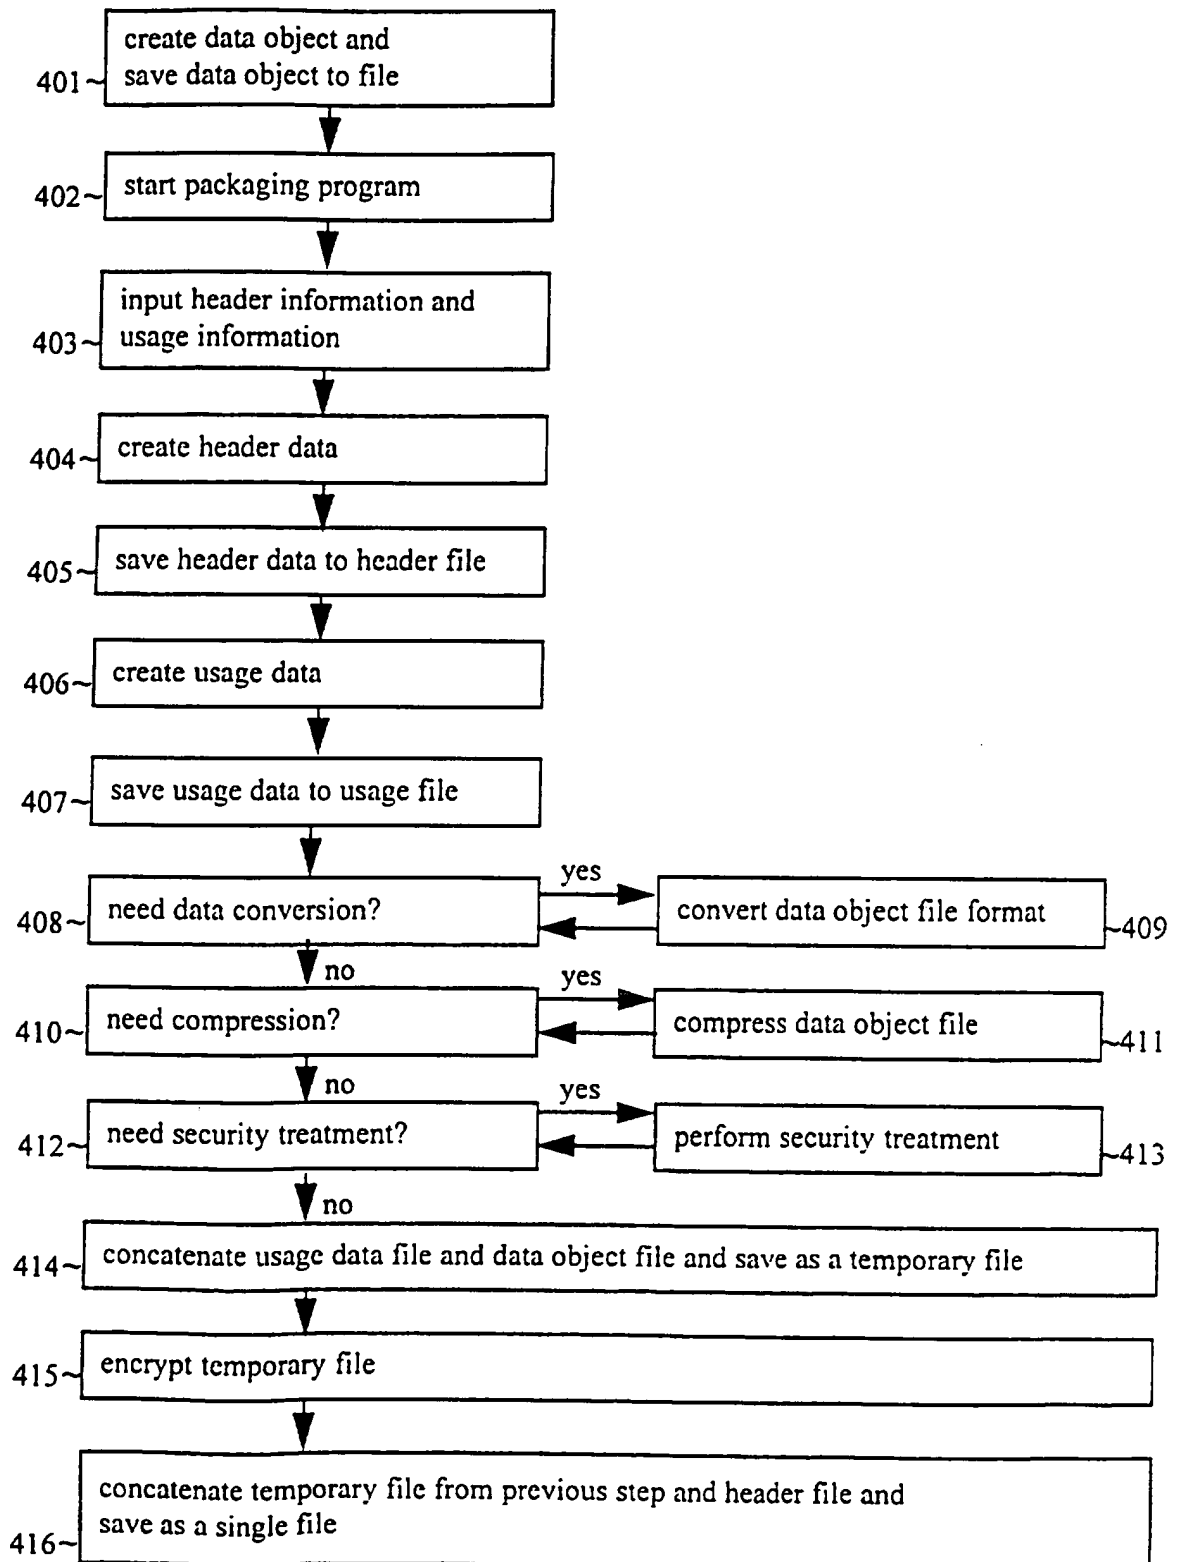 create data object and
save data object to file
401~
start packaging program
402~
input header information and
usage information
403~
create header data
404~
save header data to header file
405~
create usage data
406~
save usage data to usage file
407~
need data conversion?
408~
yes
convert data object file format
~409
no
need compression?
410~
yes
compress data object file
~411
no
need security treatment?
412~
yes
perform security treatment
~413
no
concatenate usage data file and data object file and save as a temporary file
414~
encrypt temporary file
415~
concatenate temporary file from previous step and header file and
save as a single file
416~